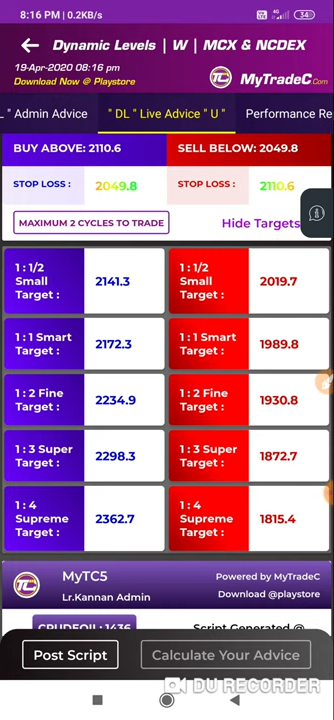 8:16 PM | 0.2KB/s
34
Dynamic Levels | W | MCX & NCDEX
19-Apr-2020 08:16 pm
Download Now @ Playstore
MyTradeC.Com
L " Admin Advice
" DL " Live Advice " U "
Performance Re
BUY ABOVE: 2110.6
SELL BELOW: 2049.8
STOP LOSS :
2049.8
STOP LOSS :
2110.6
MAXIMUM 2 CYCLES TO TRADE
Hide Targets
1 : 1/2
Small
Target :
2141.3
1 : 1/2
Small
Target :
2019.7
1 : 1 Smart
Target :
2172.3
1 : 1 Smart
Target :
1989.8
1 : 2 Fine
Target :
2234.9
1 : 2 Fine
Target :
1930.8
1 : 3 Super
Target :
2298.3
1 : 3 Super
Target :
1872.7
1 : 4
Supreme
Target :
2362.7
1 : 4
Supreme
Target :
1815.4
TC
MyTC5
Powered by MyTradeC
Lr.Kannan Admin
Download @playstore
CRUDEOIL : 1436
Script Generated @
Post Script
Calculate Your Advice
DU RECORDER